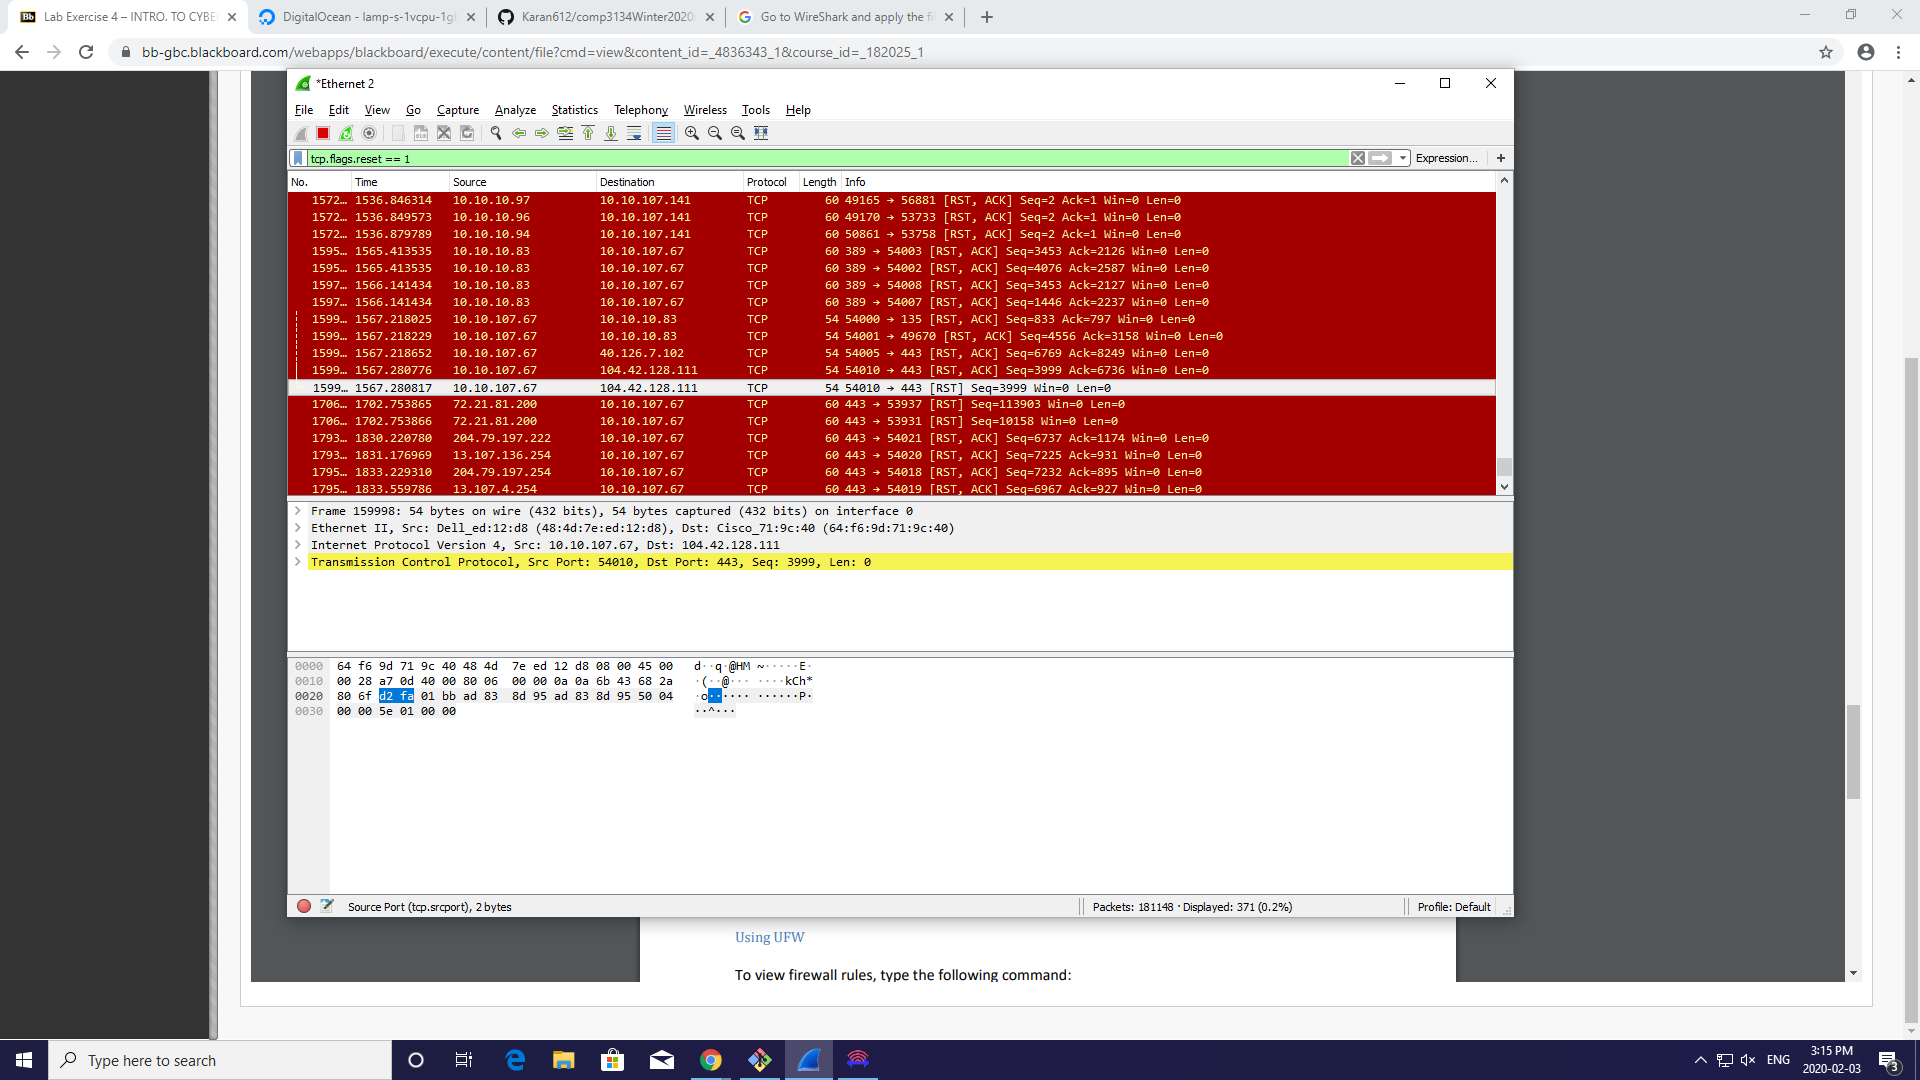 Lab Exercise 4 – INTRO. TO CYBE
DigitalOcean - lamp-s-1vcpu-1gb
Karan612/comp3134Winter2020:
Go to WireShark and apply the fi
bb-gbc.blackboard.com/webapps/blackboard/execute/content/file?cmd=view&content_id=_4836343_1&course_id=_182025_1
*Ethernet 2
File Edit View Go Capture Analyze Statistics Telephony Wireless Tools Help
tcp.flags.reset == 1
Expression... +
No. Time Source Destination Protocol Length Info
1572… 1536.846314 10.10.10.97 10.10.107.141 TCP 60 49165 → 56881 [RST, ACK] Seq=2 Ack=1 Win=0 Len=0
1572… 1536.849573 10.10.10.96 10.10.107.141 TCP 60 49170 → 53733 [RST, ACK] Seq=2 Ack=1 Win=0 Len=0
1572… 1536.879789 10.10.10.94 10.10.107.141 TCP 60 50861 → 53758 [RST, ACK] Seq=2 Ack=1 Win=0 Len=0
1595… 1565.413535 10.10.10.83 10.10.107.67 TCP 60 389 → 54003 [RST, ACK] Seq=3453 Ack=2126 Win=0 Len=0
1595… 1565.413535 10.10.10.83 10.10.107.67 TCP 60 389 → 54002 [RST, ACK] Seq=4076 Ack=2587 Win=0 Len=0
1597… 1566.141434 10.10.10.83 10.10.107.67 TCP 60 389 → 54008 [RST, ACK] Seq=3453 Ack=2127 Win=0 Len=0
1597… 1566.141434 10.10.10.83 10.10.107.67 TCP 60 389 → 54007 [RST, ACK] Seq=1446 Ack=2237 Win=0 Len=0
1599… 1567.218025 10.10.107.67 10.10.10.83 TCP 54 54000 → 135 [RST, ACK] Seq=833 Ack=797 Win=0 Len=0
1599… 1567.218229 10.10.107.67 10.10.10.83 TCP 54 54001 → 49670 [RST, ACK] Seq=4556 Ack=3158 Win=0 Len=0
1599… 1567.218652 10.10.107.67 40.126.7.102 TCP 54 54005 → 443 [RST, ACK] Seq=6769 Ack=8249 Win=0 Len=0
1599… 1567.280776 10.10.107.67 104.42.128.111 TCP 54 54010 → 443 [RST, ACK] Seq=3999 Ack=6736 Win=0 Len=0
1599… 1567.280817 10.10.107.67 104.42.128.111 TCP 54 54010 → 443 [RST] Seq=3999 Win=0 Len=0
1706… 1702.753865 72.21.81.200 10.10.107.67 TCP 60 443 → 53937 [RST] Seq=113903 Win=0 Len=0
1706… 1702.753866 72.21.81.200 10.10.107.67 TCP 60 443 → 53931 [RST] Seq=10158 Win=0 Len=0
1793… 1830.220780 204.79.197.222 10.10.107.67 TCP 60 443 → 54021 [RST, ACK] Seq=6737 Ack=1174 Win=0 Len=0
1793… 1831.176969 13.107.136.254 10.10.107.67 TCP 60 443 → 54020 [RST, ACK] Seq=7225 Ack=931 Win=0 Len=0
1795… 1833.229310 204.79.197.254 10.10.107.67 TCP 60 443 → 54018 [RST, ACK] Seq=7232 Ack=895 Win=0 Len=0
1795… 1833.559786 13.107.4.254 10.10.107.67 TCP 60 443 → 54019 [RST, ACK] Seq=6967 Ack=927 Win=0 Len=0
Frame 159998: 54 bytes on wire (432 bits), 54 bytes captured (432 bits) on interface 0
Ethernet II, Src: Dell_ed:12:d8 (48:4d:7e:ed:12:d8), Dst: Cisco_71:9c:40 (64:f6:9d:71:9c:40)
Internet Protocol Version 4, Src: 10.10.107.67, Dst: 104.42.128.111
Transmission Control Protocol, Src Port: 54010, Dst Port: 443, Seq: 3999, Len: 0
0000 64 f6 9d 71 9c 40 48 4d 7e ed 12 d8 08 00 45 00 d··q·@HM ~·····E·
0010 00 28 a7 0d 40 00 80 06 00 00 0a 0a 6b 43 68 2a ·(··@··· ····kCh*
0020 80 6f d2 fa 01 bb ad 83 8d 95 ad 83 8d 95 50 04 ·o······ ······P·
0030 00 00 5e 01 00 00 ··^···
Source Port (tcp.srcport), 2 bytes
Packets: 181148 · Displayed: 371 (0.2%)
Profile: Default
Using UFW
To view firewall rules, type the following command:
Type here to search
ENG
3:15 PM
2020-02-03
3